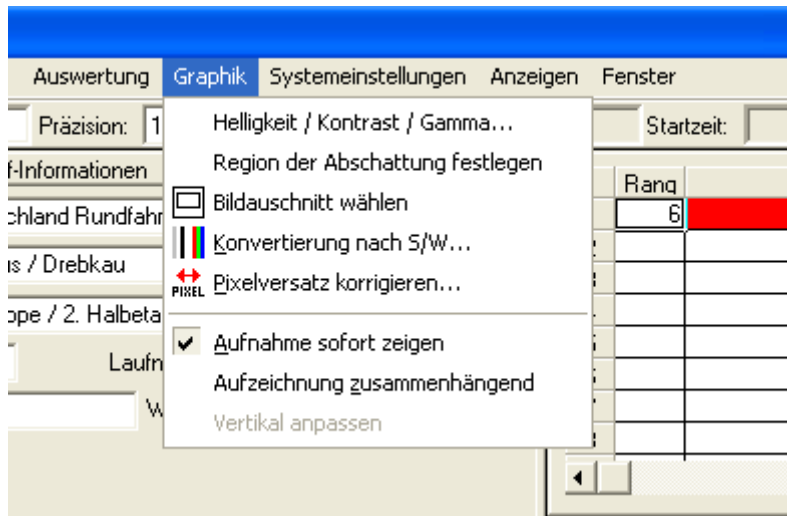 Auswertung Graphik Systemeinstellungen Anzeigen Fenster
Präzision: 1 Startzeit:
Helligkeit / Kontrast / Gamma...
Region der Abschattung festlegen
Bildauschnitt wählen
Konvertierung nach S/W...
PIXEL Pixelversatz korrigieren...
Aufnahme sofort zeigen
Aufzeichnung zusammenhängend
Vertikal anpassen
f-Informationen
chland Rundfahr
us / Drebkau
ppe / 2. Halbeta
Laufn
W
Rang
6